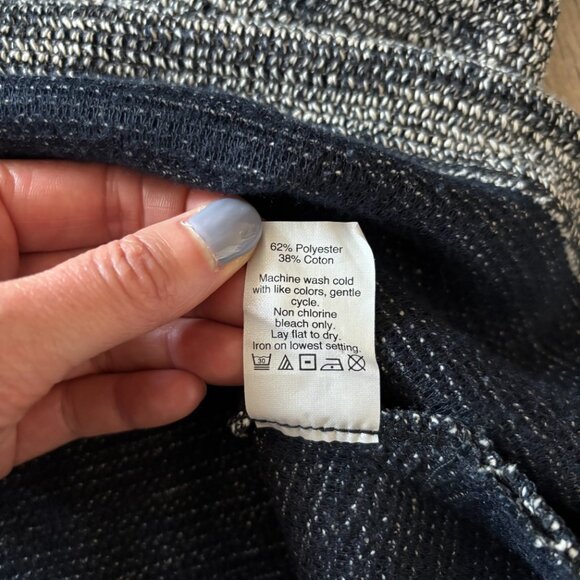 62% Polyester
38% Coton
Machine wash cold
with like colors, gentle
cycle.
Non chlorine
bleach only.
Lay flat to dry.
Iron on lowest setting.
30